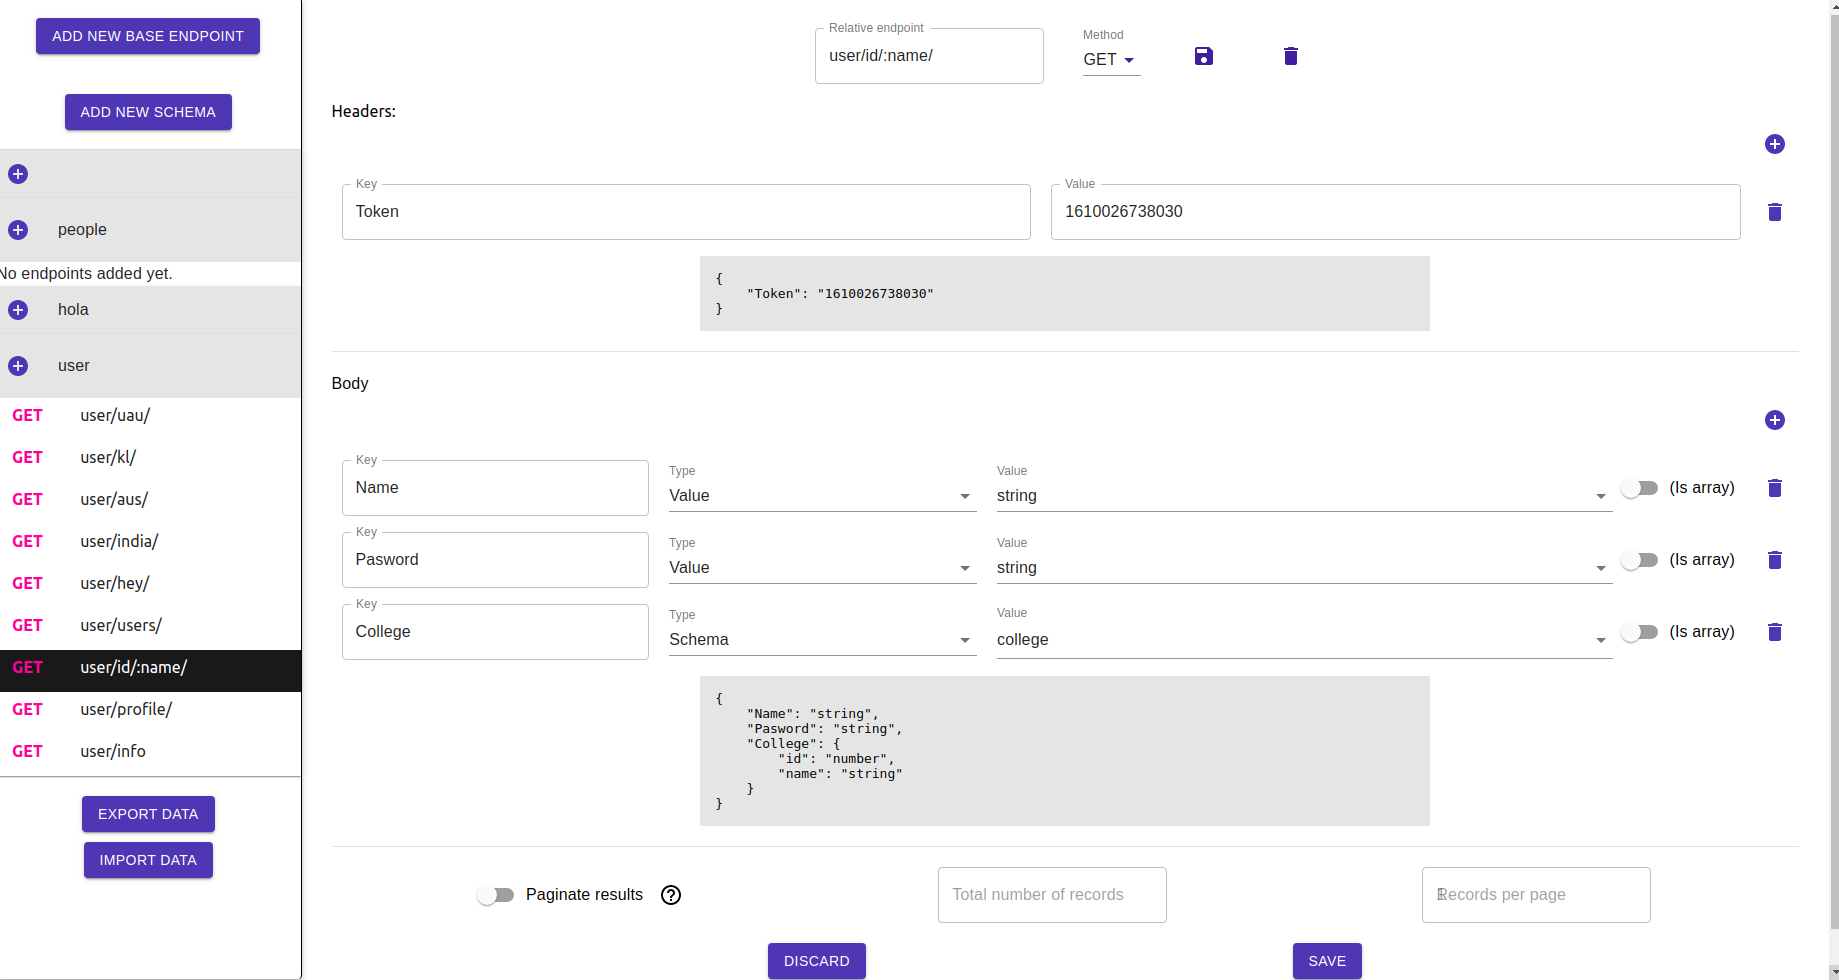 ADD NEW BASE ENDPOINT
ADD NEW SCHEMA
people
No endpoints added yet.
hola
user
GET user/uau/
GET user/kl/
GET user/aus/
GET user/india/
GET user/hey/
GET user/users/
GET user/id/:name/
GET user/profile/
GET user/info
EXPORT DATA
IMPORT DATA
Relative endpoint
user/id/:name/
Method
GET
Headers:
Key
Token
Value
1610026738030
{
    "Token": "1610026738030"
}
Body
Key
Name
Type
Value
Value
string
(Is array)
Key
Pasword
Type
Value
Value
string
(Is array)
Key
College
Type
Schema
Value
college
(Is array)
{
    "Name": "string",
    "Pasword": "string",
    "College": {
        "id": "number",
        "name": "string"
    }
}
Paginate results
Total number of records
Records per page
DISCARD
SAVE